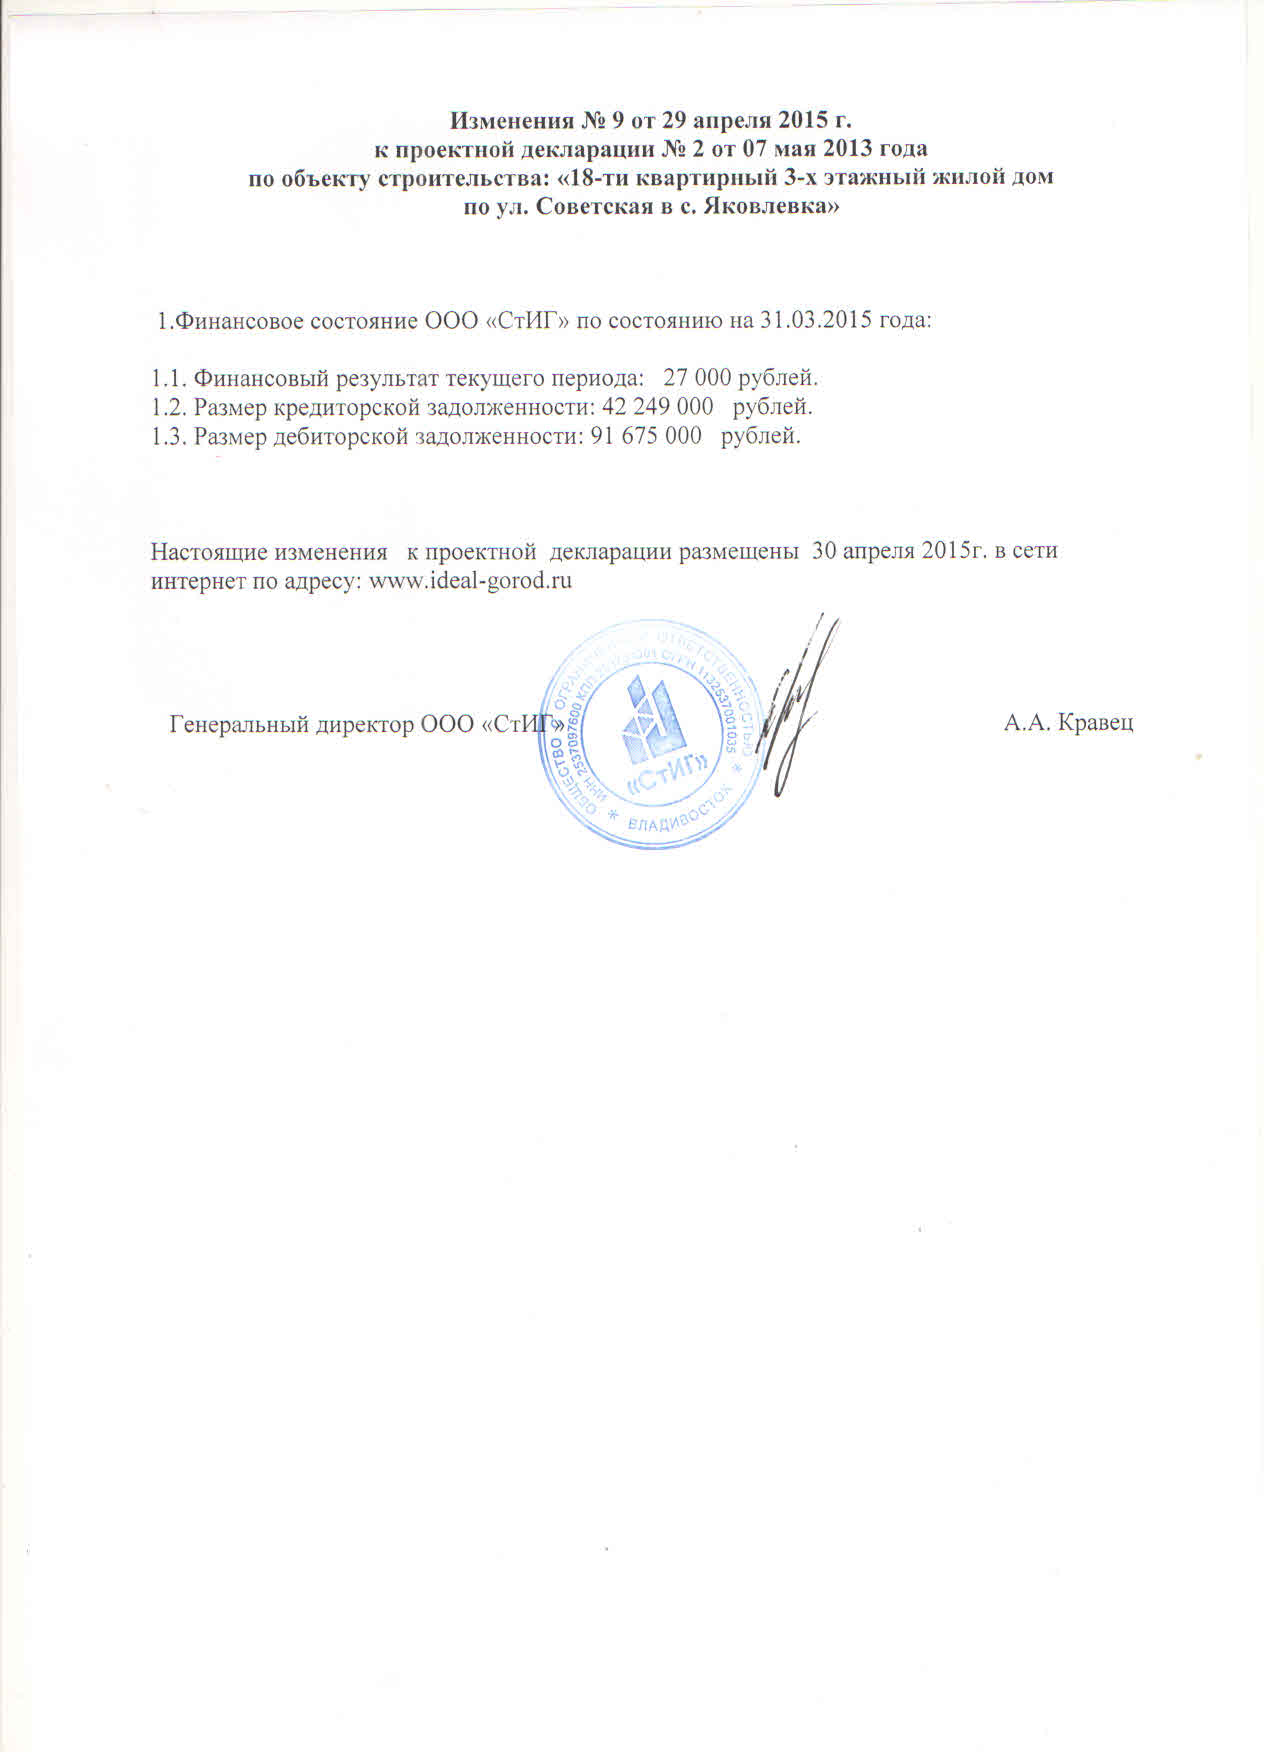 Изменения № 9 от 29 апреля 2015 г.
к проектной декларации № 2 от 07 мая 2013 года
по объекту строительства: «18-ти квартирный 3-х этажный жилой дом
по ул. Советская в с. Яковлевка»
1.Финансовое состояние ООО «СтИГ» по состоянию на 31.03.2015 года:
1.1. Финансовый результат текущего периода: 27 000 рублей.
1.2. Размер кредиторской задолженности: 42 249 000 рублей.
1.3. Размер дебиторской задолженности: 91 675 000 рублей.
Настоящие изменения к проектной декларации размещены 30 апреля 2015г. в сети
интернет по адресу: www.ideal-gorod.ru
Генеральный директор ООО «СтИГ»
А.А. Кравец
ОБЩЕСТВО С ОТВЕТСТВЕННОСТЬЮ
* ВЛАДИВОСТОК *
ИНН 2537097600 КПП ОГРН 1132537001035
«СтИГ»